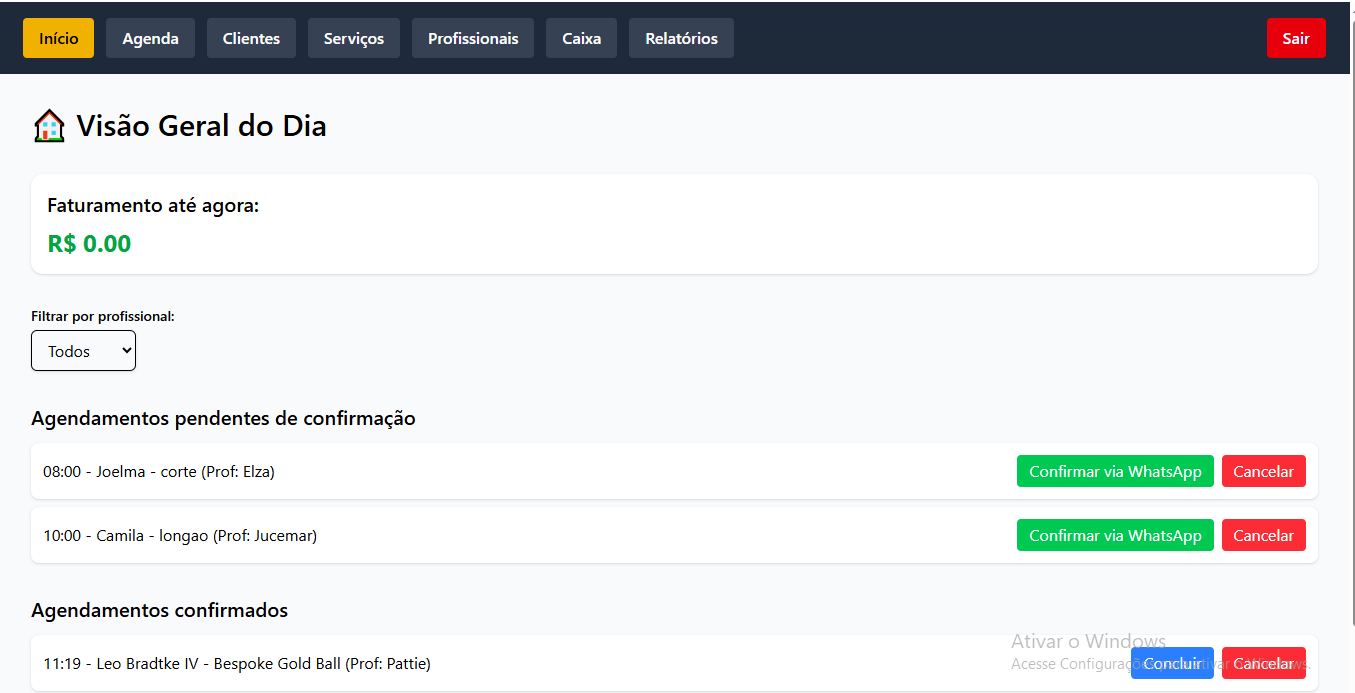 Início Agenda Clientes Serviços Profissionais Caixa Relatórios Sair
Visão Geral do Dia
Faturamento até agora:
R$ 0.00
Filtrar por profissional:
Todos
Agendamentos pendentes de confirmação
08:00 - Joelma - corte (Prof: Elza) Confirmar via WhatsApp Cancelar
10:00 - Camila - longao (Prof: Jucemar) Confirmar via WhatsApp Cancelar
Agendamentos confirmados
11:19 - Leo Bradtke IV - Bespoke Gold Ball (Prof: Pattie) Concluir Cancelar
Ativar o Windows
Acesse Configurações para ativar o Windows.